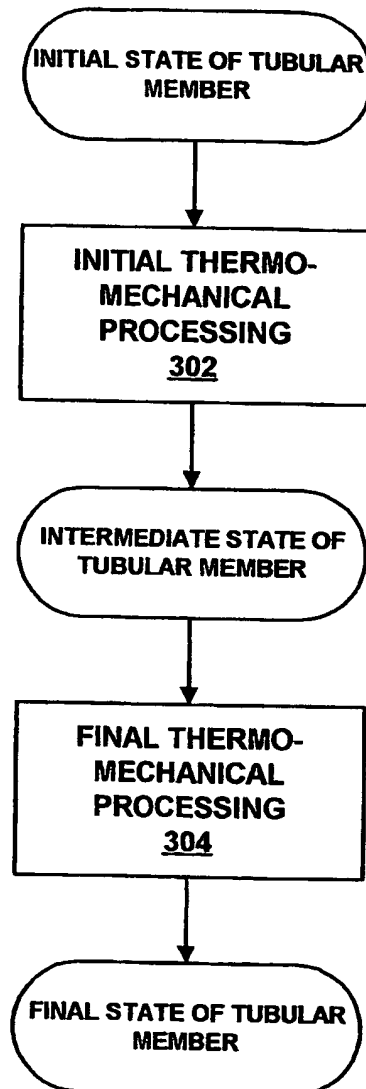 INITIAL STATE OF TUBULAR
MEMBER
INITIAL THERMO-
MECHANICAL
PROCESSING
302
INTERMEDIATE STATE OF
TUBULAR MEMBER
FINAL THERMO-
MECHANICAL
PROCESSING
304
FINAL STATE OF TUBULAR
MEMBER